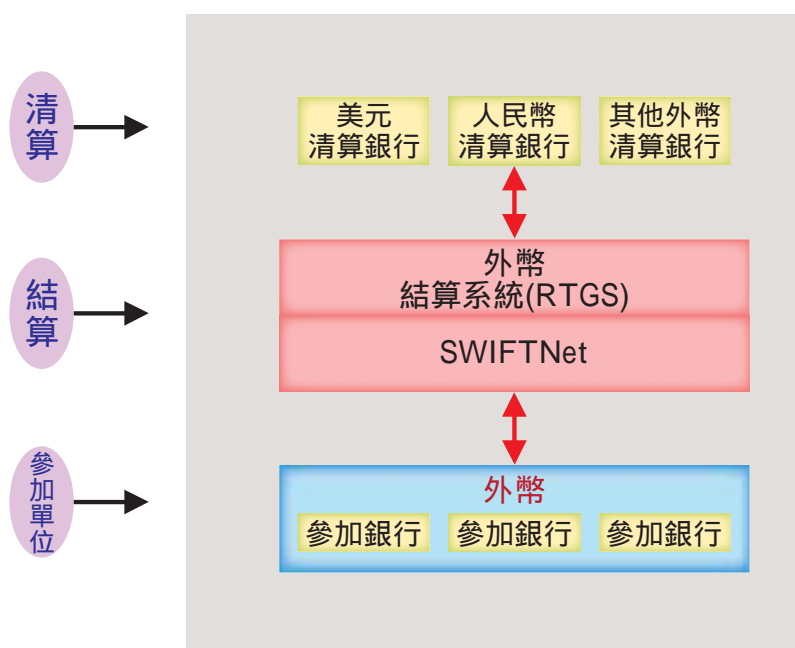 清算
美元
清算銀行
人民幣
清算銀行
其他外幣
清算銀行
結算
外幣
結算系統(RTGS)
SWIFTNet
參加單位
外幣
參加銀行
參加銀行
參加銀行